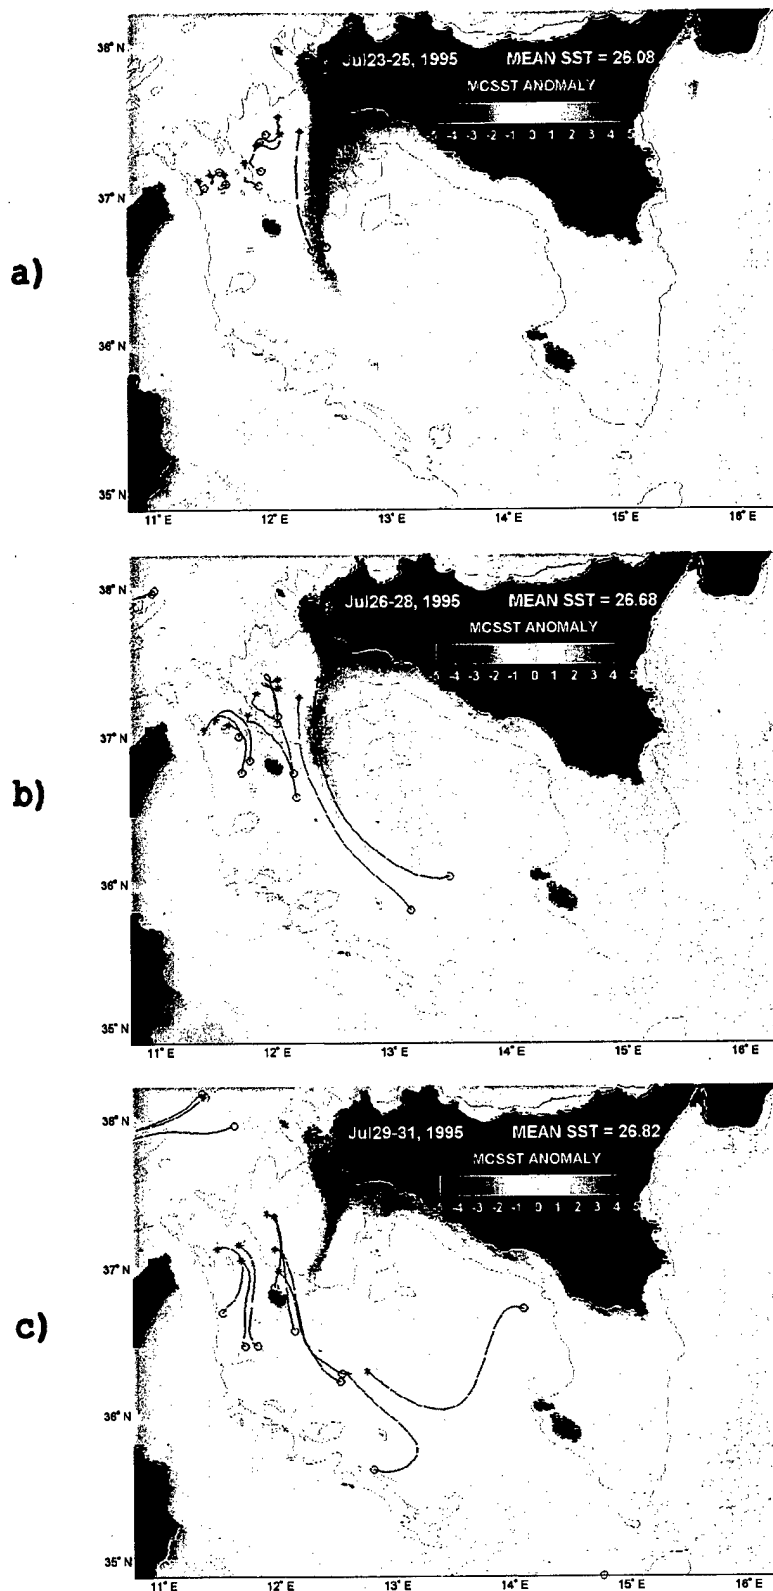 a)
38° N
37° N
36° N
35° N
Jul23-25, 1995 MEAN SST = 26.08
MCSST ANOMALY
-5 -4 -3 -2 -1 0 1 2 3 4 5
11° E 12° E 13° E 14° E 15° E 16° E
b)
38° N
37° N
36° N
35° N
Jul26-28, 1995 MEAN SST = 26.68
MCSST ANOMALY
-5 -4 -3 -2 -1 0 1 2 3 4 5
11° E 12° E 13° E 14° E 15° E 16° E
c)
38° N
37° N
36° N
35° N
Jul29-31, 1995 MEAN SST = 26.82
MCSST ANOMALY
-5 -4 -3 -2 -1 0 1 2 3 4 5
11° E 12° E 13° E 14° E 15° E 16° E